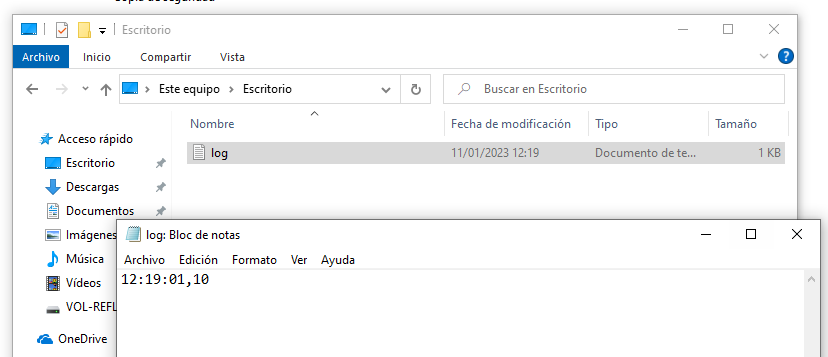 Escritorio
Archivo Inicio Compartir Vista
Este equipo Escritorio
Buscar en Escritorio
Nombre Fecha de modificación Tipo Tamaño
Acceso rápido
log 11/01/2023 12:19 Documento de te... 1 KB
Escritorio
Descargas
Documentos
Imágenes
log: Bloc de notas
Archivo Edición Formato Ver Ayuda
Música
12:19:01,10
Vídeos
VOL-REFL
OneDrive